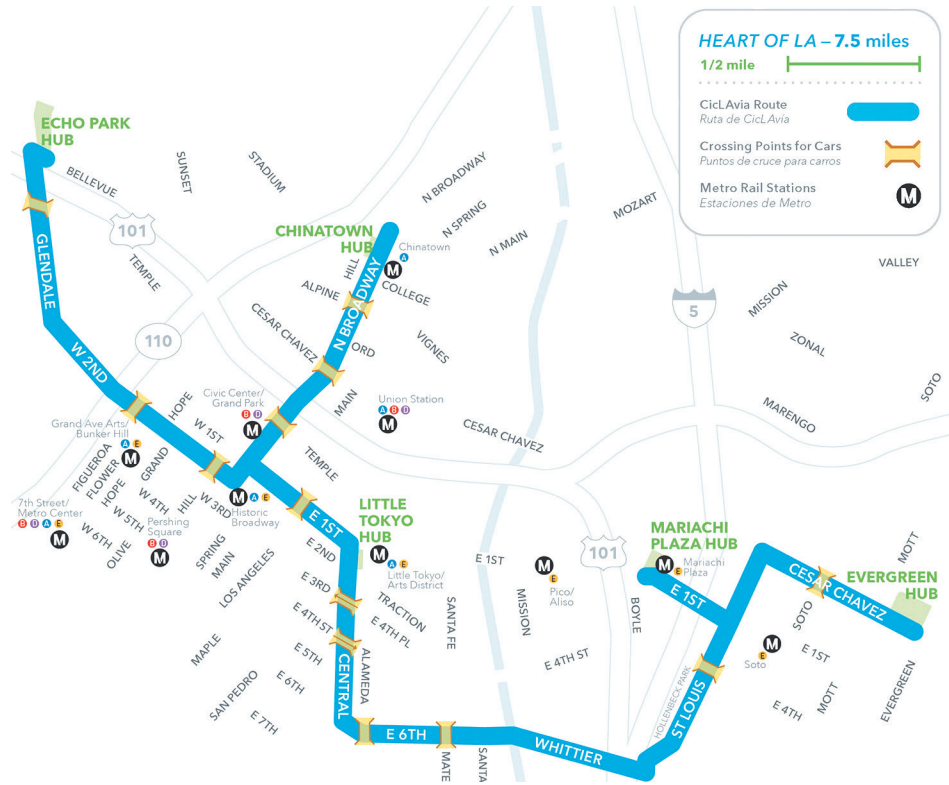 HEART OF LA – 7.5 miles
1/2 mile
CicLAvia Route
Ruta de CicLAvía
Crossing Points for Cars
Puntos de cruce para carros
Metro Rail Stations
Estaciones de Metro
M
ECHO PARK
HUB
BELLEVUE
SUNSET
STADIUM
N BROADWAY
N SPRING
N MAIN
MOZART
101
TEMPLE
GLENDALE
CHINATOWN
HUB
Chinatown
A
M
HILL
ALPINE
COLLEGE
N BROADWAY
CESAR CHAVEZ
ORD
VIGNES
MAIN
5
VALLEY
MISSION
ZONAL
MARENGO
SOTO
110
W 2ND
HOPE
W 1ST
Civic Center/
Grand Park
B D
M
Union Station
A B D
M
CESAR CHAVEZ
TEMPLE
Grand Ave Arts/
Bunker Hill
A E
M
FIGUEROA
FLOWER
HOPE
GRAND
W 4TH
W 5TH
W 6TH
OLIVE
HILL
W 3RD
SPRING
MAIN
LOS ANGELES
7th Street/
Metro Center
B D A E
M
Pershing
Square
B D
M
M A E
Historic
Broadway
E 1ST
LITTLE
TOKYO
HUB
M
A E
Little Tokyo/
Arts District
E 2ND
E 3RD
E 4TH ST
E 5TH
E 6TH
E 7TH
MAPLE
SAN PEDRO
TRACTION
E 4TH PL
CENTRAL
ALAMEDA
SANTA FE
E 1ST
MISSION
M
E
Pico/
Aliso
E 4TH ST
101
BOYLE
MARIACHI
PLAZA HUB
M E
Mariachi
Plaza
E 1ST
CESAR CHAVEZ
MOTT
EVERGREEN
HUB
SOTO
M
E
Soto
E 1ST
E 4TH
MOTT
EVERGREEN
HOLLENBECK PARK
ST LOUIS
E 6TH
MATE
SANTA
WHITTIER